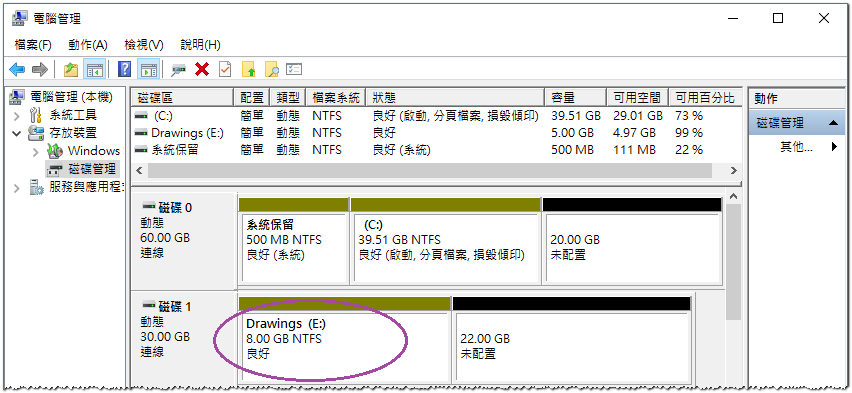 電腦管理
檔案(F) 動作(A) 檢視(V) 說明(H)
電腦管理 (本機)
系統工具
存放裝置
Windows
磁碟管理
服務與應用程式
磁碟區 配置 類型 檔案系統 狀態 容量 可用空間 可用百分比
(C:) 簡單 動態 NTFS 良好 (啟動, 分頁檔案, 損毀傾印) 39.51 GB 29.01 GB 73 %
Drawings (E:) 簡單 動態 NTFS 良好 5.00 GB 4.97 GB 99 %
系統保留 簡單 動態 NTFS 良好 (系統) 500 MB 111 MB 22 %
磁碟 0
動態
60.00 GB
連線
系統保留
500 MB NTFS
良好 (系統)
(C:)
39.51 GB NTFS
良好 (啟動, 分頁檔案, 損毀傾印)
20.00 GB
未配置
磁碟 1
動態
30.00 GB
連線
Drawings (E:)
8.00 GB NTFS
良好
22.00 GB
未配置
動作
磁碟管理
其他...